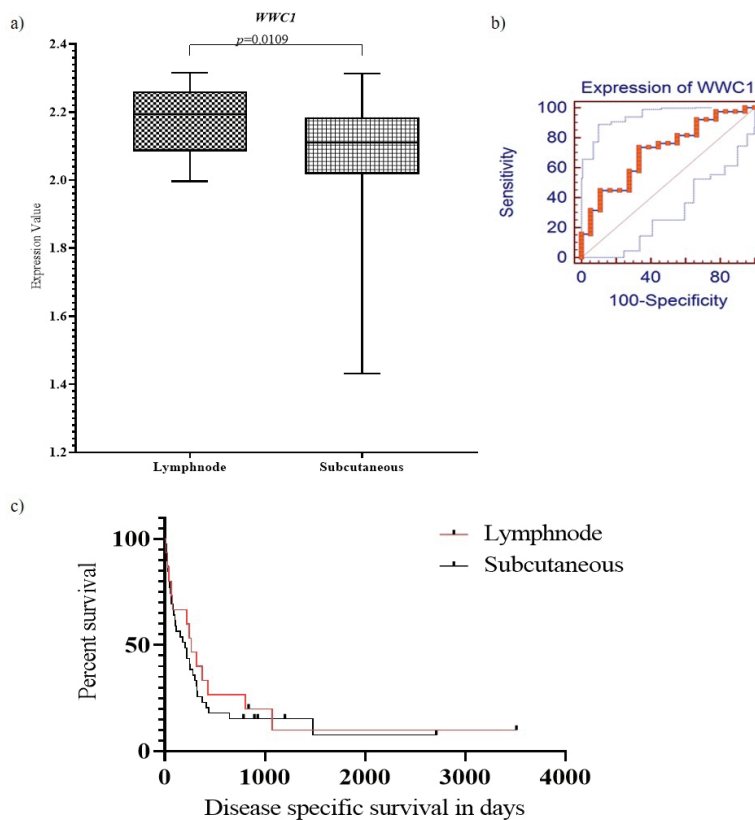 a)
WWC1
p=0.0109
2.4
2.2
2.0
1.8
1.6
1.4
1.2
Expression Value
Lymphnode Subcutaneous
b)
Expression of WWC1
100
80
60
40
20
0
Sensitivity
0 40 80
100-Specificity
c)
100
50
0
Percent survival
Lymphnode
Subcutaneous
0 1000 2000 3000 4000
Disease specific survival in days